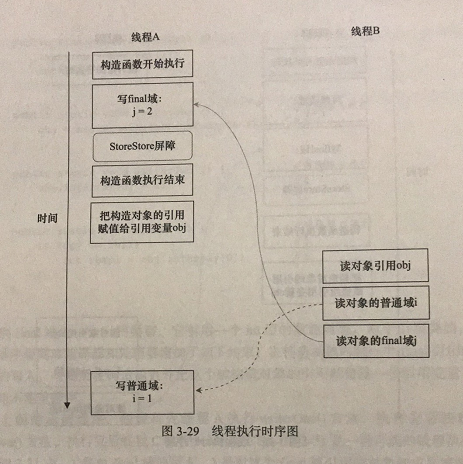 线程A
线程B
构造函数开始执行
写final域:
j = 2
StoreStore屏障
构造函数执行结束
时间
把构造对象的引用
赋值给引用变量obj
读对象引用obj
读对象的普通域i
读对象的final域j
写普通域:
i = 1
图 3-29 线程执行时序图